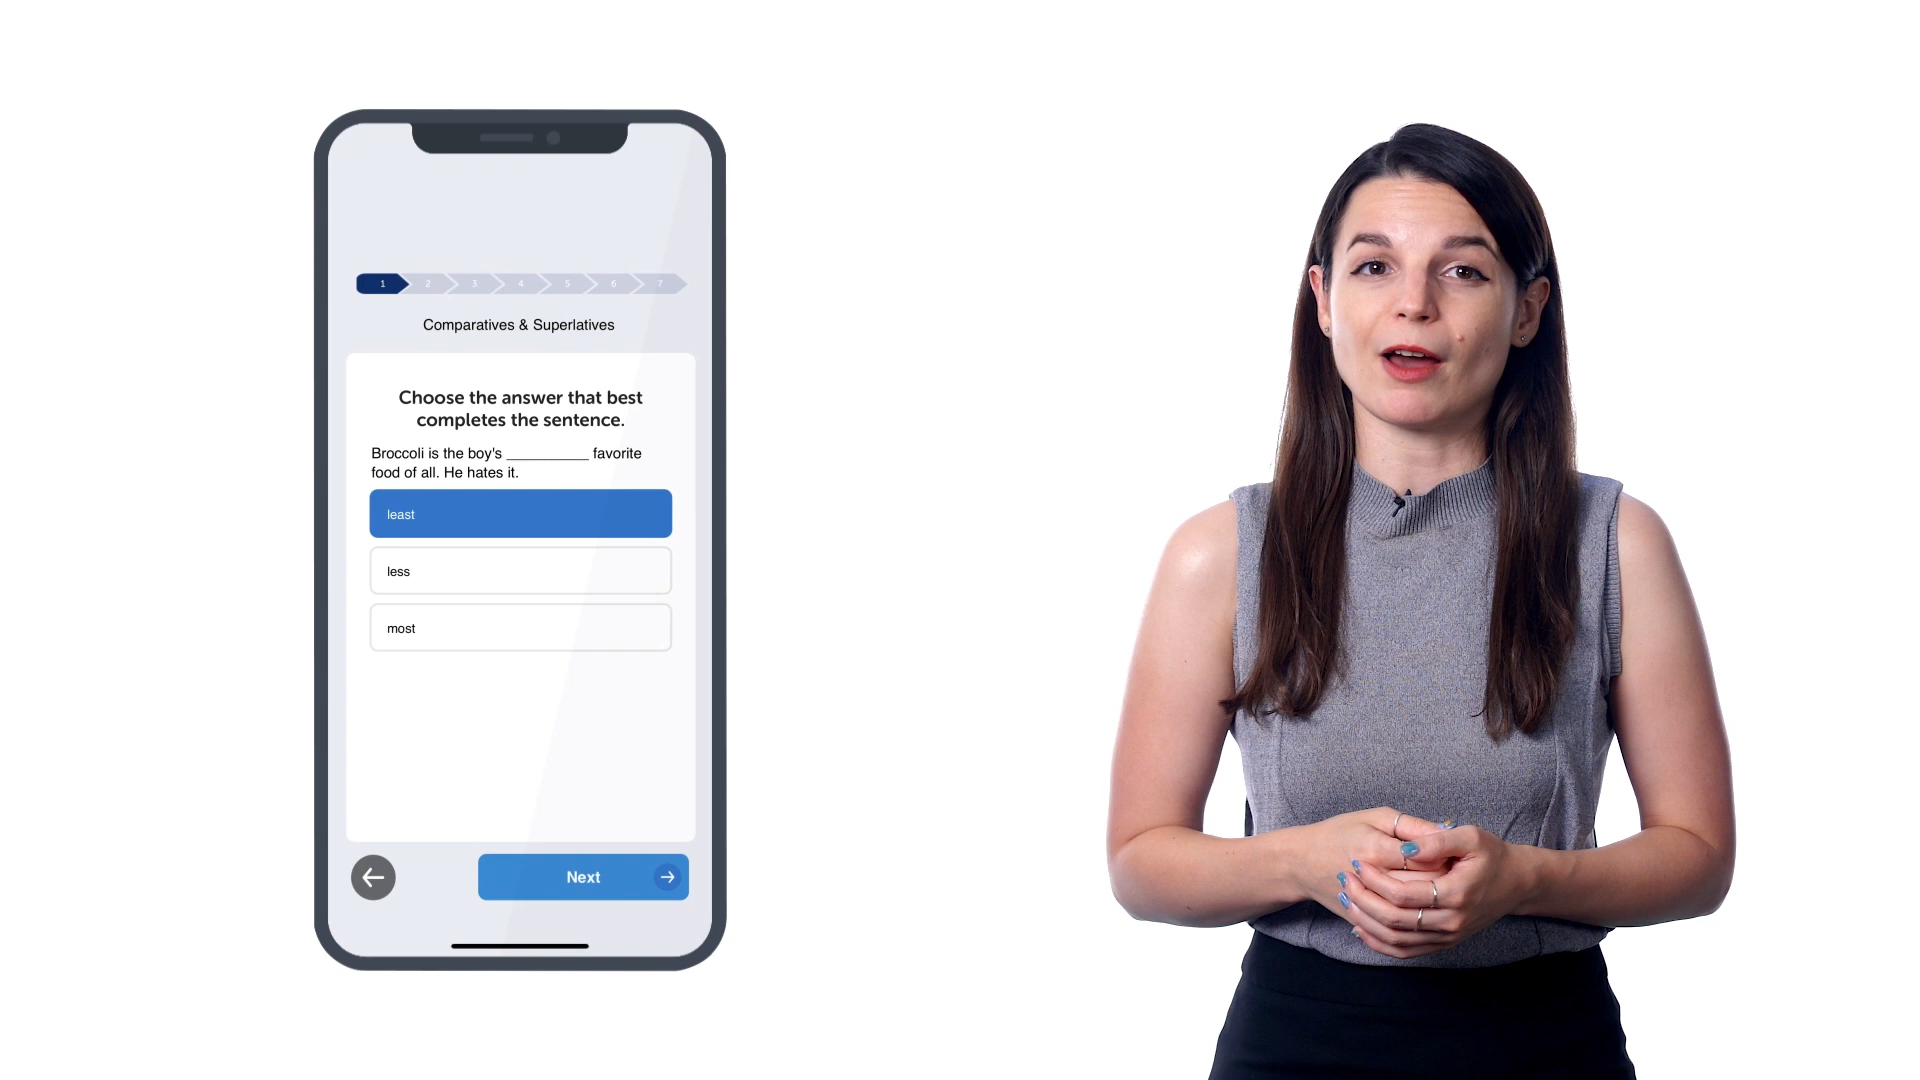 1 2 3 4 5 6 7
Comparatives & Superlatives
Choose the answer that best
completes the sentence.
Broccoli is the boy's __________ favorite
food of all. He hates it.
least
less
most
Next